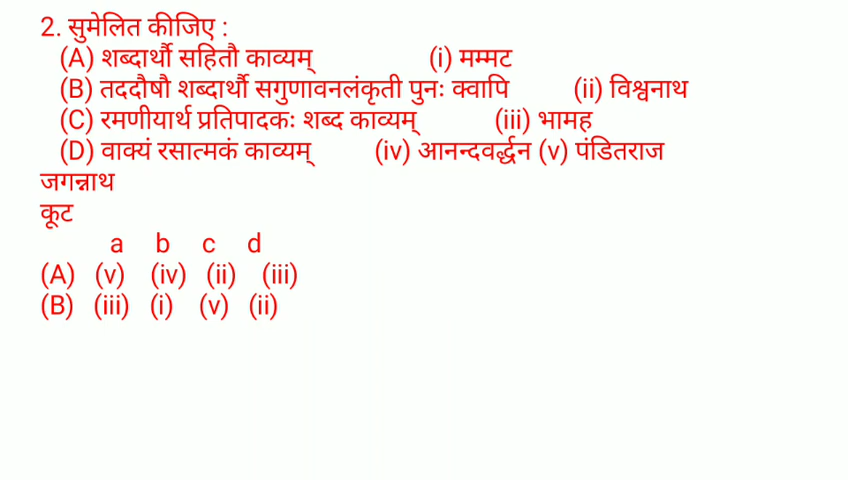 2. सुमेलित कीजिए :
(A) शब्दार्थौ सहितौ काव्यम् (i) मम्मट
(B) तददौषौ शब्दार्थौ सगुणावनलंकृती पुनः क्वापि (ii) विश्वनाथ
(C) रमणीयार्थ प्रतिपादकः शब्द काव्यम् (iii) भामह
(D) वाक्यं रसात्मकं काव्यम् (iv) आनन्दवर्द्धन (v) पंडितराज
जगन्नाथ
कूट
a b c d
(A) (v) (iv) (ii) (iii)
(B) (iii) (i) (v) (ii)